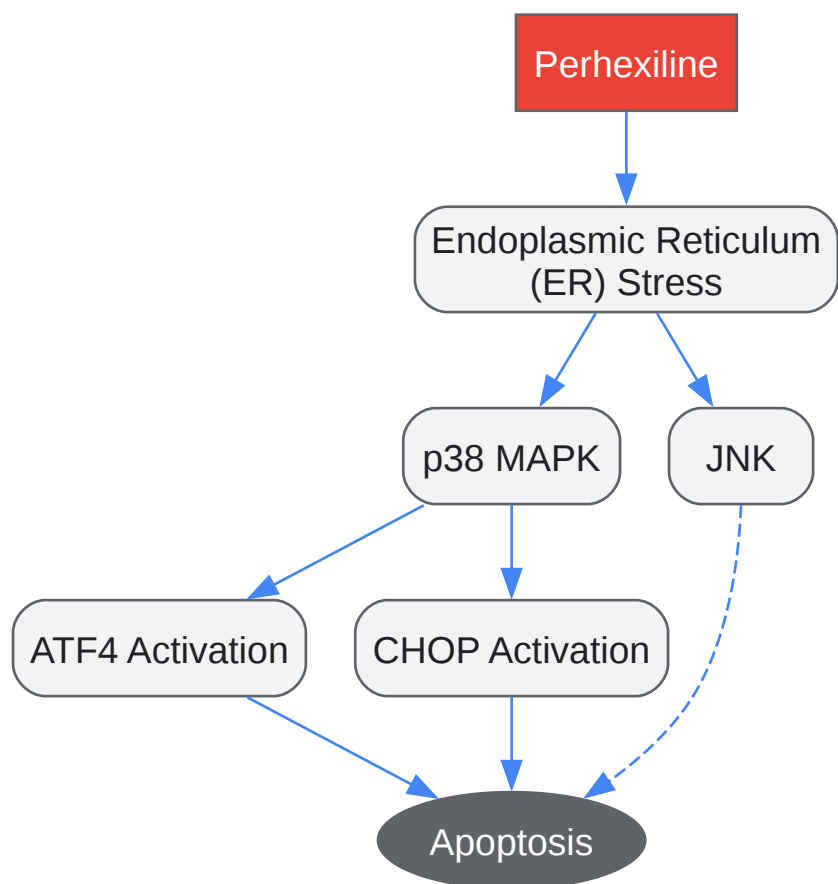 Perhexiline
Endoplasmic Reticulum
(ER) Stress
p38 MAPK
JNK
ATF4 Activation
CHOP Activation
Apoptosis